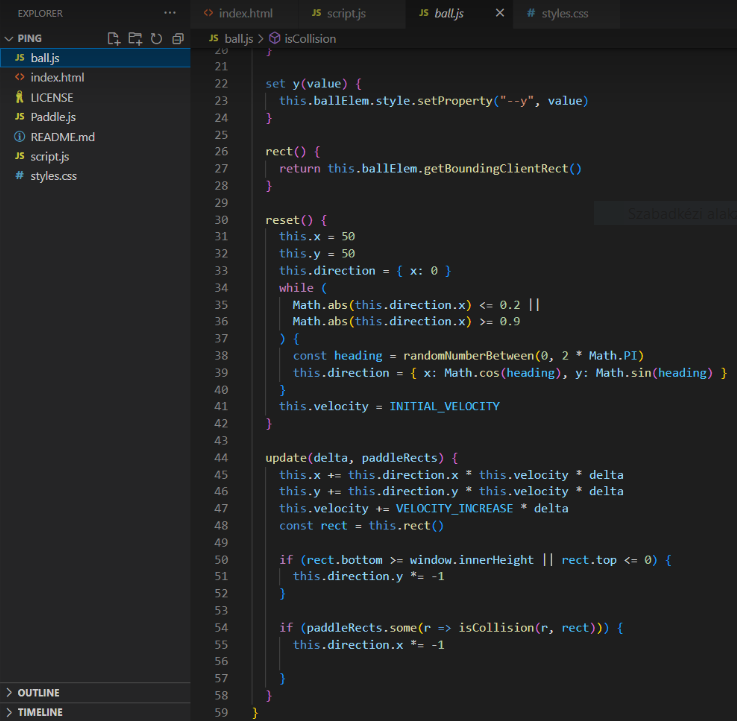 EXPLORER
PING
ball.js
index.html
LICENSE
Paddle.js
README.md
script.js
styles.css
OUTLINE
TIMELINE
index.html
script.js
ball.js
styles.css
ball.js > isCollision
20 }
21
22 set y(value) {
23 this.ballElem.style.setProperty("--y", value)
24 }
25
26 rect() {
27 return this.ballElem.getBoundingClientRect()
28 }
29
30 reset() {
31 this.x = 50
32 this.y = 50
33 this.direction = { x: 0 }
34 while (
35 Math.abs(this.direction.x) <= 0.2 ||
36 Math.abs(this.direction.x) >= 0.9
37 ) {
38 const heading = randomNumberBetween(0, 2 * Math.PI)
39 this.direction = { x: Math.cos(heading), y: Math.sin(heading) }
40 }
41 this.velocity = INITIAL_VELOCITY
42 }
43
44 update(delta, paddleRects) {
45 this.x += this.direction.x * this.velocity * delta
46 this.y += this.direction.y * this.velocity * delta
47 this.velocity += VELOCITY_INCREASE * delta
48 const rect = this.rect()
49
50 if (rect.bottom >= window.innerHeight || rect.top <= 0) {
51 this.direction.y *= -1
52 }
53
54 if (paddleRects.some(r => isCollision(r, rect))) {
55 this.direction.x *= -1
56
57 }
58 }
59 }